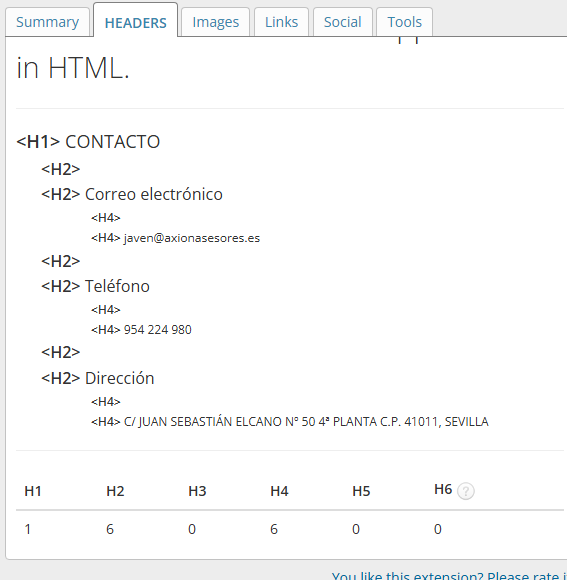 Summary HEADERS Images Links Social Tools
in HTML.
<H1> CONTACTO
<H2>
<H2> Correo electrónico
<H4>
<H4> javen@axionasesores.es
<H2>
<H2> Teléfono
<H4>
<H4> 954 224 980
<H2>
<H2> Dirección
<H4>
<H4> C/ JUAN SEBASTIÁN ELCANO Nº 50 4ª PLANTA C.P. 41011, SEVILLA
H1 H2 H3 H4 H5 H6 ?
1 6 0 6 0 0
You like this extension? Please rate i